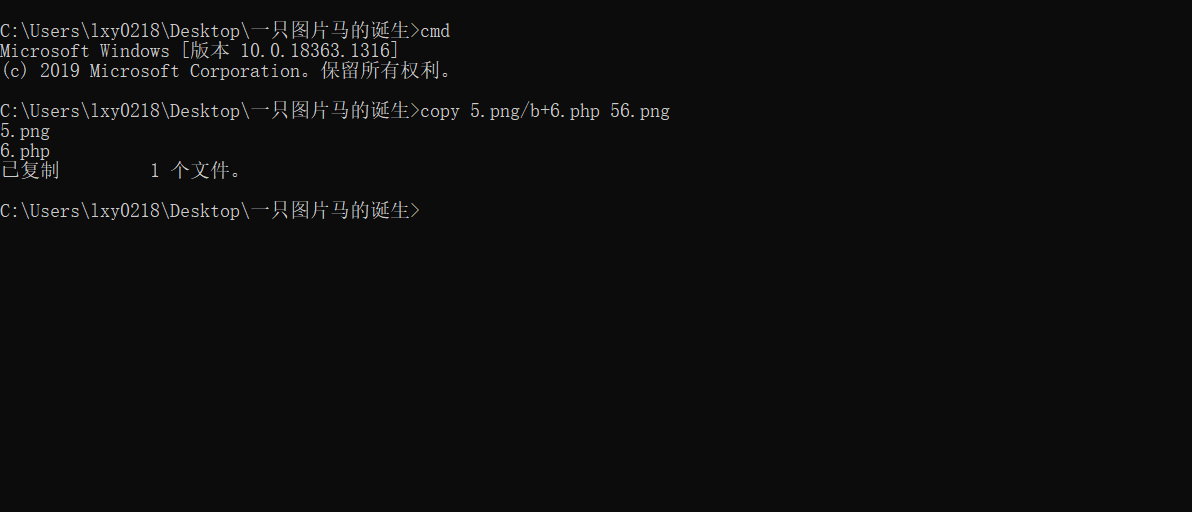 C:\Users\lxy0218\Desktop\一只图片马的诞生>cmd
Microsoft Windows [版本 10.0.18363.1316]
(c) 2019 Microsoft Corporation。保留所有权利。
C:\Users\lxy0218\Desktop\一只图片马的诞生>copy 5.png/b+6.php 56.png
5.png
6.php
已复制         1 个文件。
C:\Users\lxy0218\Desktop\一只图片马的诞生>